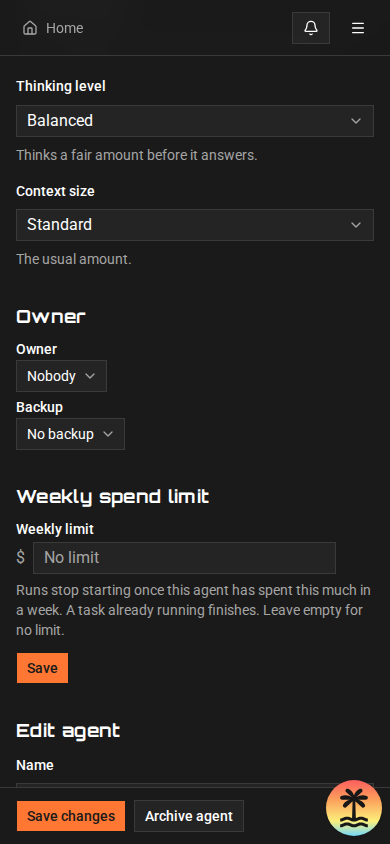 Home
Thinking level
Balanced
Thinks a fair amount before it answers.
Context size
Standard
The usual amount.
Owner
Owner
Nobody
Backup
No backup
Weekly spend limit
Weekly limit
$ No limit
Runs stop starting once this agent has spent this much in
a week. A task already running finishes. Leave empty for
no limit.
Save
Edit agent
Name
Save changes Archive agent